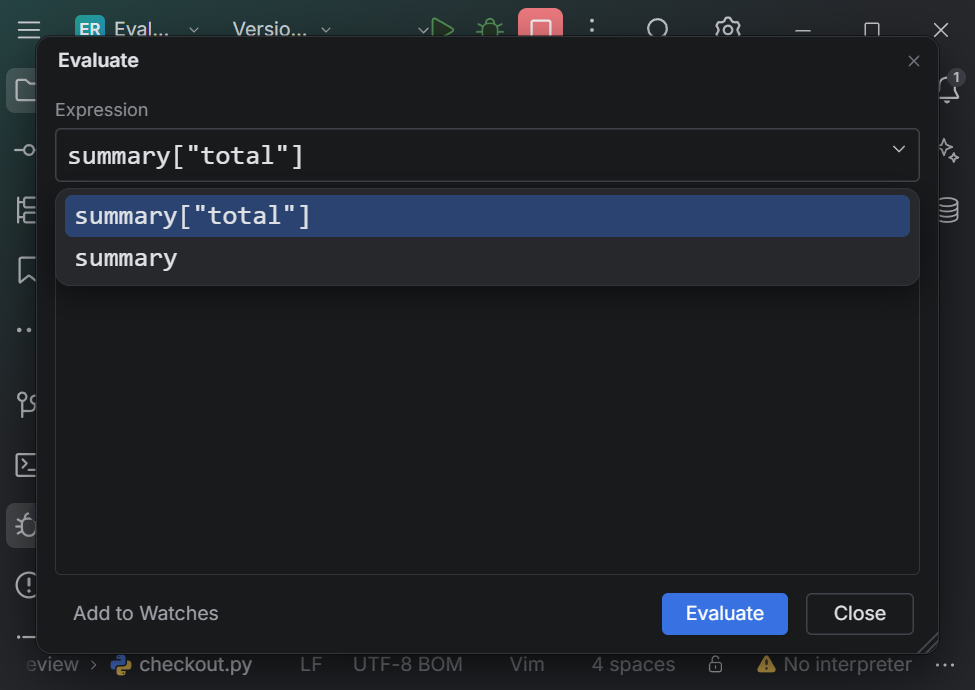 ER Eval... Versio...
Evaluate
1
Expression
summary["total"]
summary["total"]
summary
Add to Watches
Evaluate
Close
eview › checkout.py LF UTF-8 BOM Vim 4 spaces No interpreter